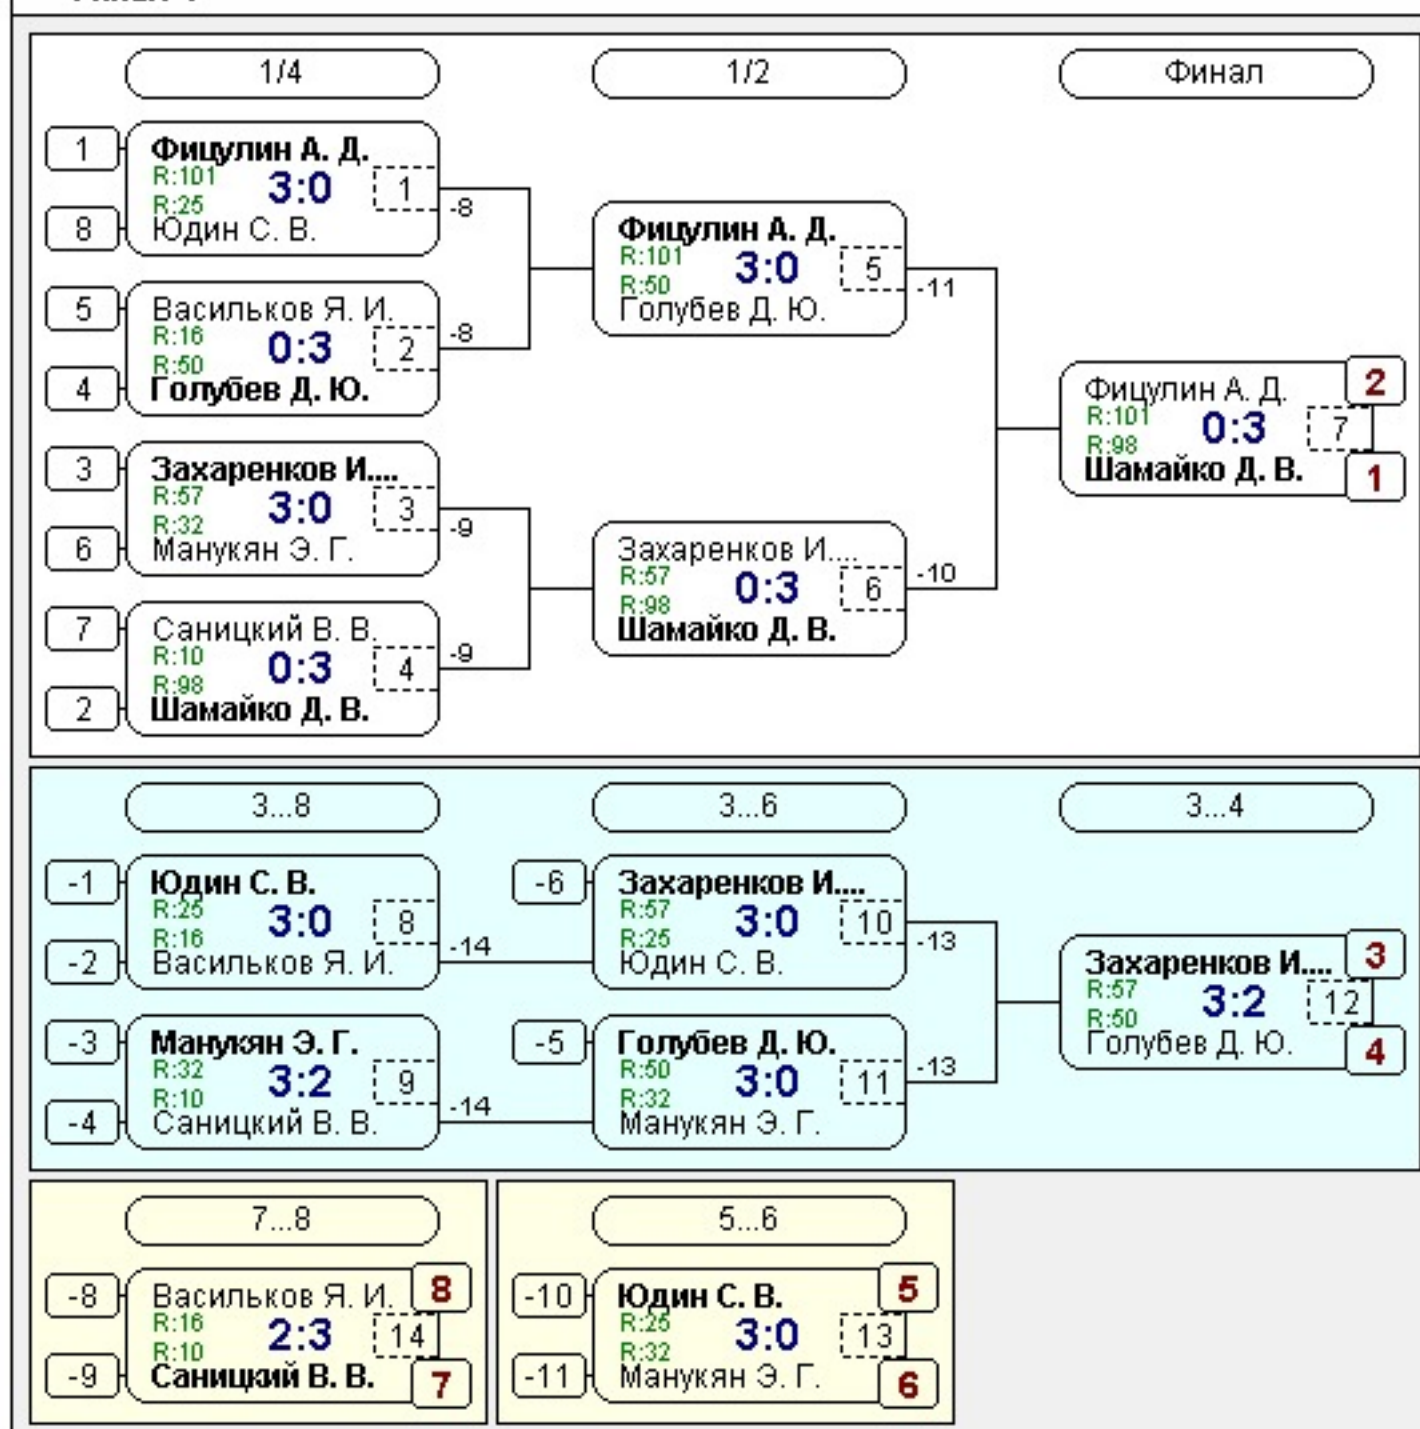 1/4
1/2
Финал
1
Фицулин А. Д.
R:101
3:0
1
R:25
8
Юдин С. В.
-8
5
Васильков Я. И.
R:16
0:3
2
R:50
4
Голубев Д. Ю.
-8
3
Захаренков И....
R:57
3:0
3
R:32
6
Манукян Э. Г.
-9
7
Саницкий В. В.
R:10
0:3
4
R:98
2
Шамайко Д. В.
-9
Фицулин А. Д.
R:101
3:0
5
R:50
Голубев Д. Ю.
-11
Захаренков И....
R:57
0:3
6
R:98
Шамайко Д. В.
-10
Фицулин А. Д.
2
R:101
0:3
7
R:98
Шамайко Д. В.
1
3...8
3...6
3...4
-1
Юдин С. В.
R:25
3:0
8
R:16
-2
Васильков Я. И.
-14
-3
Манукян Э. Г.
R:32
3:2
9
R:10
-4
Саницкий В. В.
-14
-6
Захаренков И....
R:57
3:0
10
R:25
Юдин С. В.
-13
-5
Голубев Д. Ю.
R:50
3:0
11
R:32
Манукян Э. Г.
-13
Захаренков И....
3
R:57
3:2
12
R:50
Голубев Д. Ю.
4
7...8
-8
Васильков Я. И.
8
R:16
2:3
14
R:10
-9
Саницкий В. В.
7
5...6
-10
Юдин С. В.
5
R:25
3:0
13
R:32
-11
Манукян Э. Г.
6